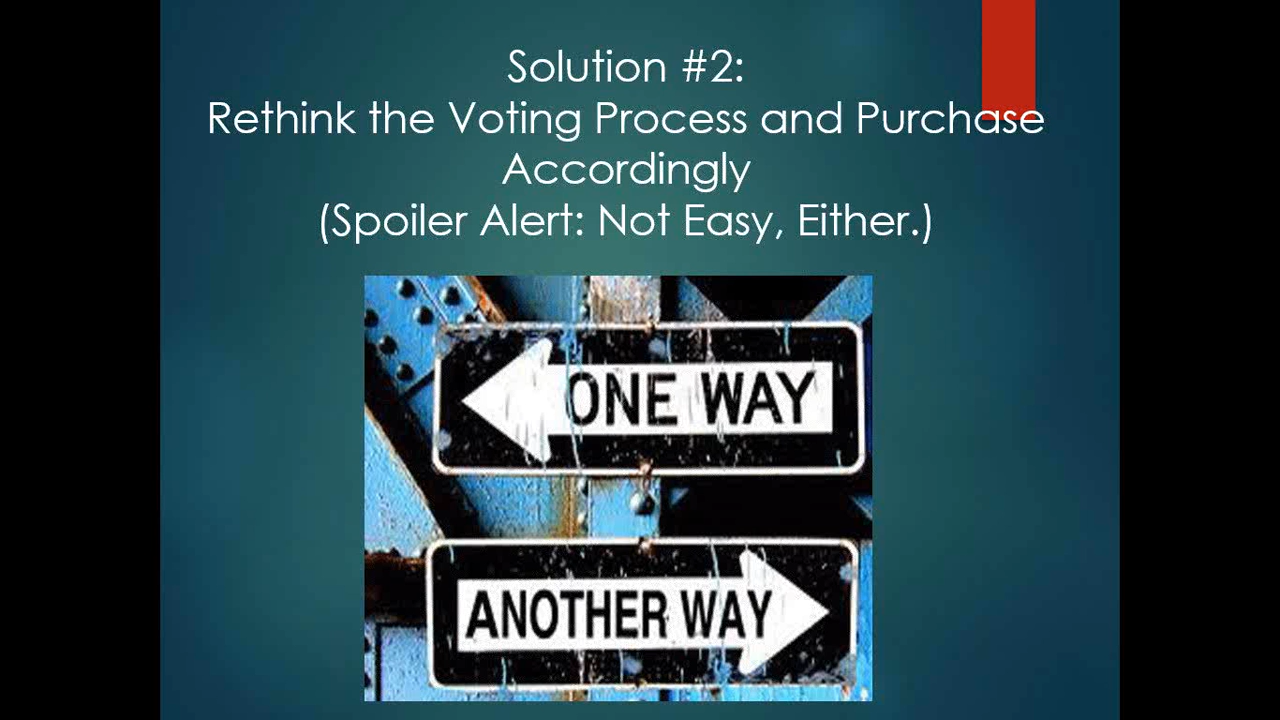 Solution #2:
Rethink the Voting Process and Purchase
Accordingly
(Spoiler Alert: Not Easy, Either.)
ONE WAY
ANOTHER WAY